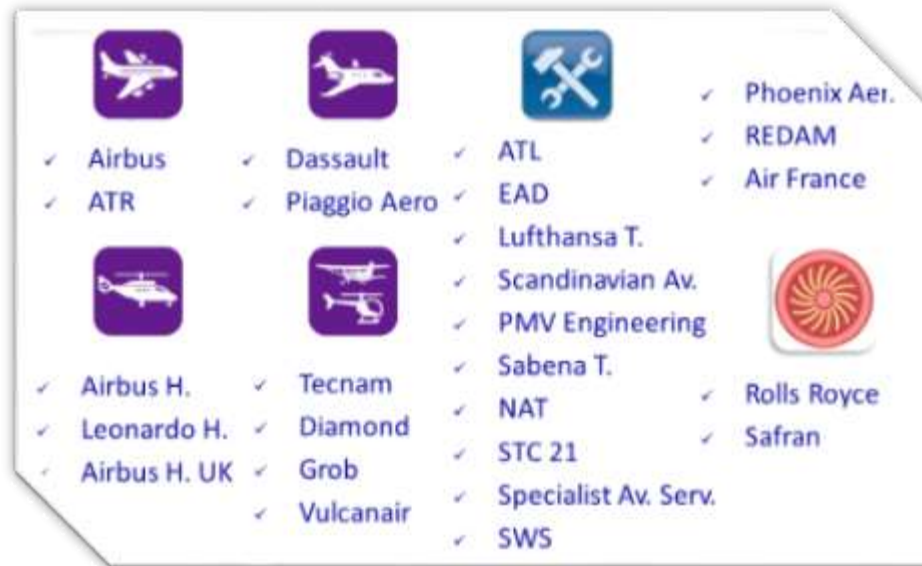 Airbus
ATR
Dassault
Piaggio Aero
Airbus H.
Leonardo H.
Airbus H. UK
Tecnam
Diamond
Grob
Vulcanair
ATL
EAD
Lufthansa T.
Scandinavian Av.
PMV Engineering
Sabena T.
NAT
STC 21
Specialist Av. Serv.
SWS
Phoenix Aer.
REDAM
Air France
Rolls Royce
Safran